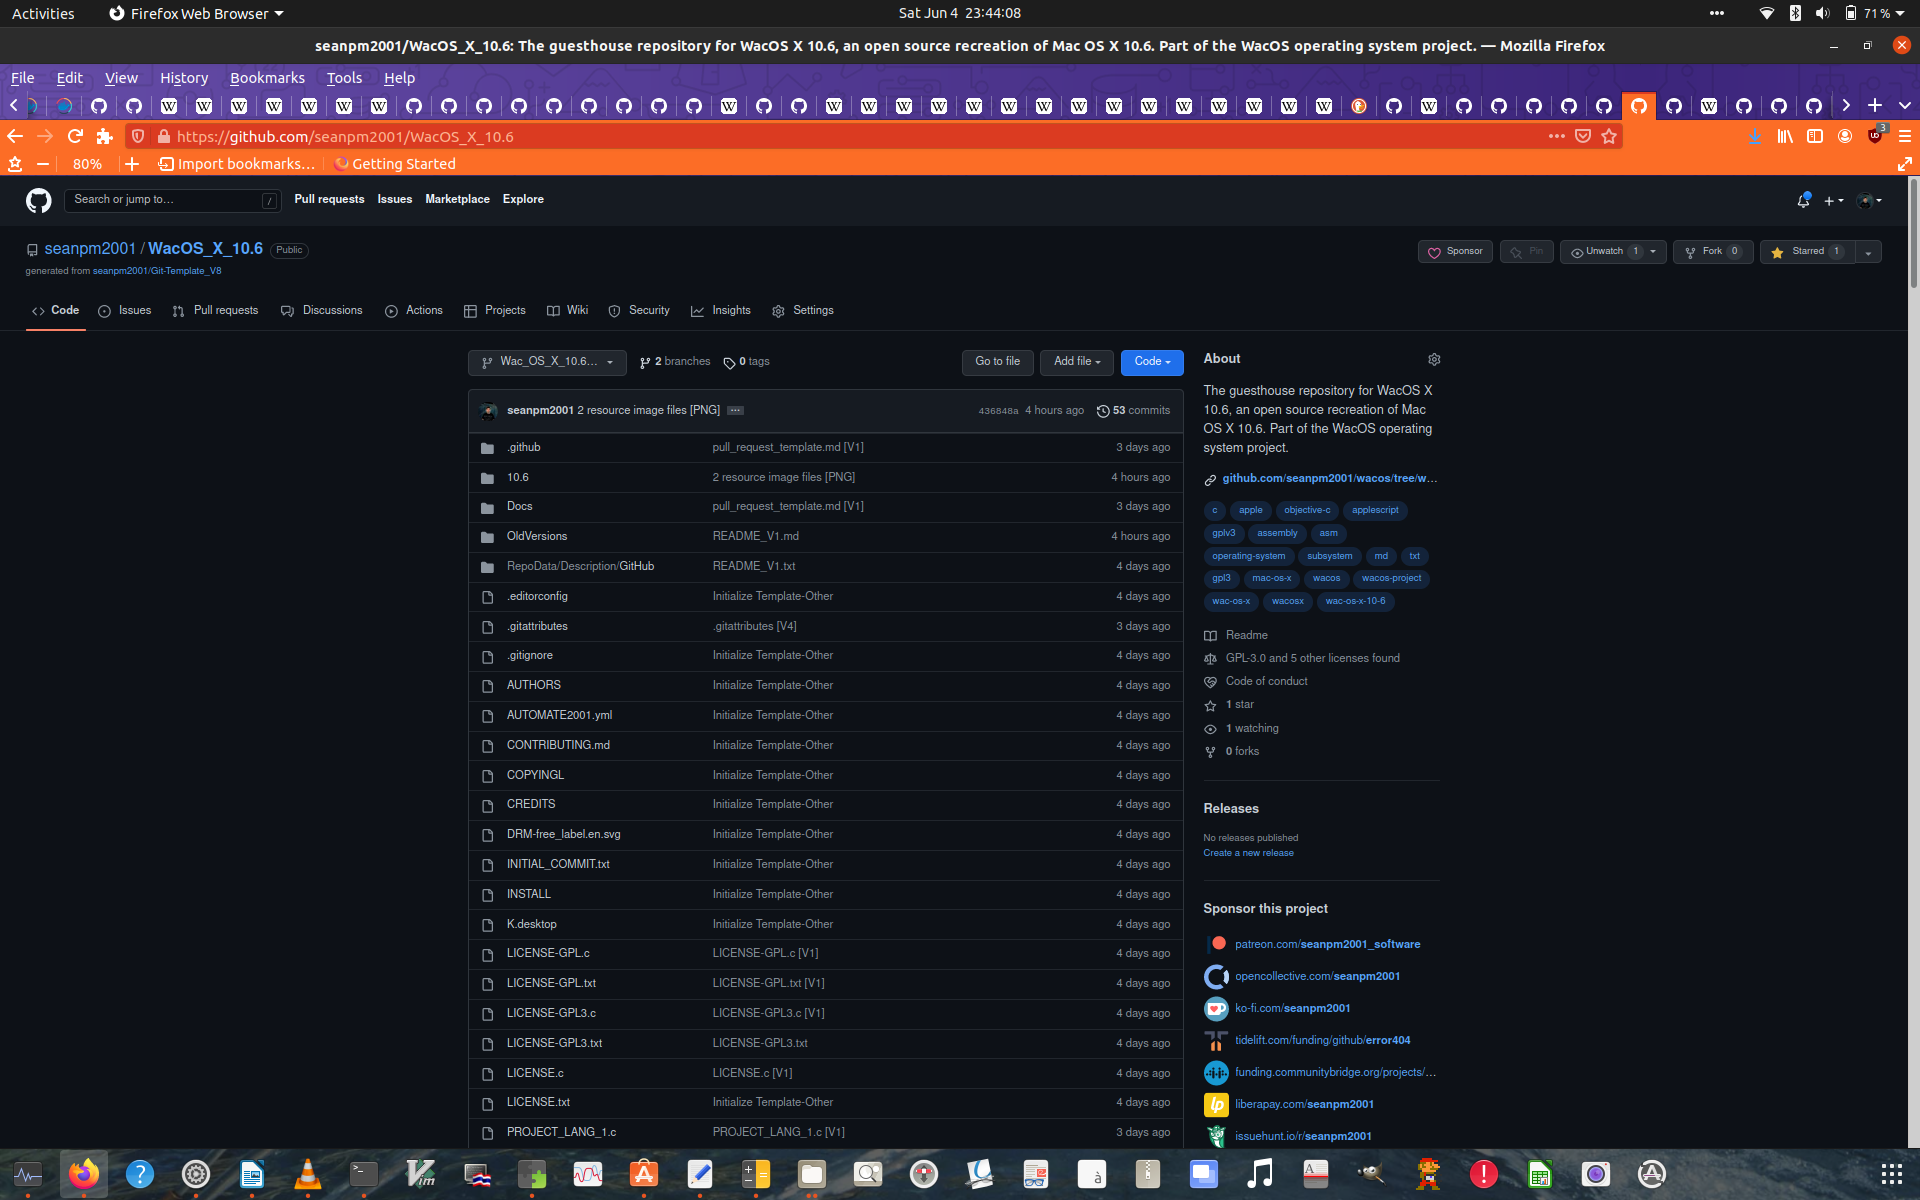 Activities
Firefox Web Browser
Sat Jun 4 23:44:08
71 %
seanpm2001/WacOS_X_10.6: The guesthouse repository for WacOS X 10.6, an open source recreation of Mac OS X 10.6. Part of the WacOS operating system project. — Mozilla Firefox
File Edit View History Bookmarks Tools Help
https://github.com/seanpm2001/WacOS_X_10.6
3
80%
Import bookmarks…
Getting Started
Search or jump to…
/
Pull requests Issues Marketplace Explore
seanpm2001 / WacOS_X_10.6 Public
generated from seanpm2001/Git-Template_V8
Sponsor
Pin
Unwatch 1
Fork 0
Starred 1
Code Issues Pull requests Discussions Actions Projects Wiki Security Insights Settings
Wac_OS_X_10.6…
2 branches
0 tags
Go to file
Add file
Code
seanpm2001 2 resource image files [PNG] …
436848a 4 hours ago 53 commits
.github pull_request_template.md [V1] 3 days ago
10.6 2 resource image files [PNG] 4 hours ago
Docs pull_request_template.md [V1] 3 days ago
OldVersions README_V1.md 4 hours ago
RepoData/Description/GitHub README_V1.txt 4 days ago
.editorconfig Initialize Template-Other 4 days ago
.gitattributes .gitattributes [V4] 3 days ago
.gitignore Initialize Template-Other 4 days ago
AUTHORS Initialize Template-Other 4 days ago
AUTOMATE2001.yml Initialize Template-Other 4 days ago
CONTRIBUTING.md Initialize Template-Other 4 days ago
COPYINGL Initialize Template-Other 4 days ago
CREDITS Initialize Template-Other 4 days ago
DRM-free_label.en.svg Initialize Template-Other 4 days ago
INITIAL_COMMIT.txt Initialize Template-Other 4 days ago
INSTALL Initialize Template-Other 4 days ago
K.desktop Initialize Template-Other 4 days ago
LICENSE-GPL.c LICENSE-GPL.c [V1] 4 days ago
LICENSE-GPL.txt LICENSE-GPL.txt [V1] 4 days ago
LICENSE-GPL3.c LICENSE-GPL3.c [V1] 4 days ago
LICENSE-GPL3.txt LICENSE-GPL3.txt 4 days ago
LICENSE.c LICENSE.c [V1] 4 days ago
LICENSE.txt Initialize Template-Other 4 days ago
PROJECT_LANG_1.c PROJECT_LANG_1.c [V1] 3 days ago
About
The guesthouse repository for WacOS X
10.6, an open source recreation of Mac
OS X 10.6. Part of the WacOS operating
system project.
github.com/seanpm2001/wacos/tree/w…
c apple objective-c applescript
gplv3 assembly asm
operating-system subsystem md txt
gpl3 mac-os-x wacos wacos-project
wac-os-x wacosx wac-os-x-10-6
Readme
GPL-3.0 and 5 other licenses found
Code of conduct
1 star
1 watching
0 forks
Releases
No releases published
Create a new release
Sponsor this project
patreon.com/seanpm2001_software
opencollective.com/seanpm2001
ko-fi.com/seanpm2001
tidelift.com/funding/github/error404
funding.communitybridge.org/projects/…
liberapay.com/seanpm2001
issuehunt.io/r/seanpm2001